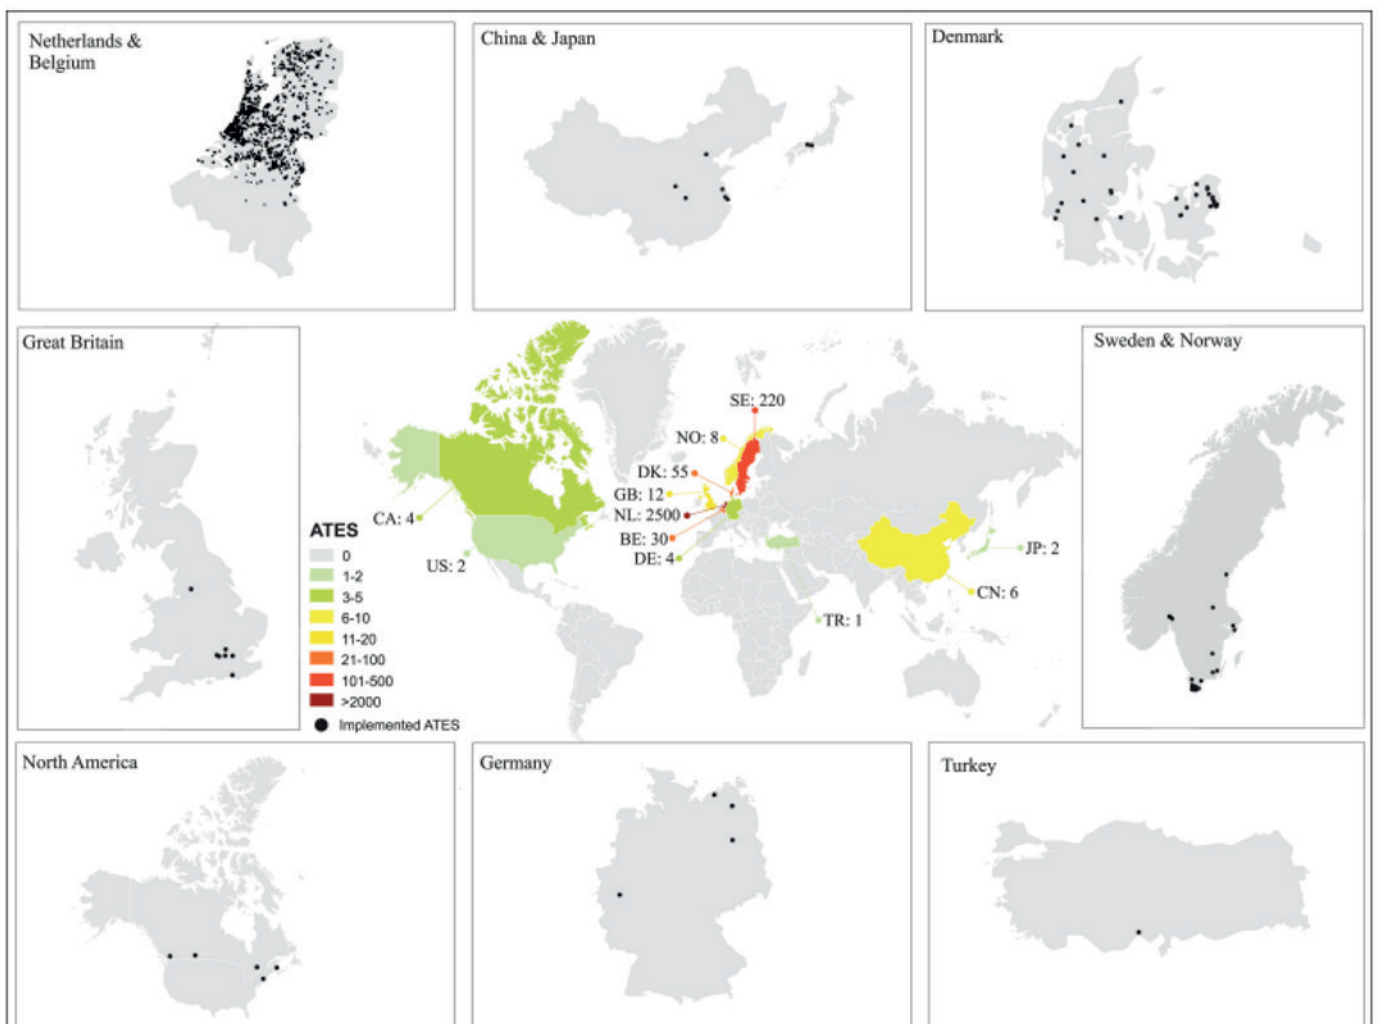 Netherlands &
Belgium
China & Japan
Denmark
Great Britain
Sweden & Norway
SE: 220
NO: 8
DK: 55
GB: 12
NL: 2500
BE: 30
DE: 4
CA: 4
US: 2
JP: 2
CN: 6
TR: 1
ATES
0
1-2
3-5
6-10
11-20
21-100
101-500
>2000
Implemented ATES
North America
Germany
Turkey